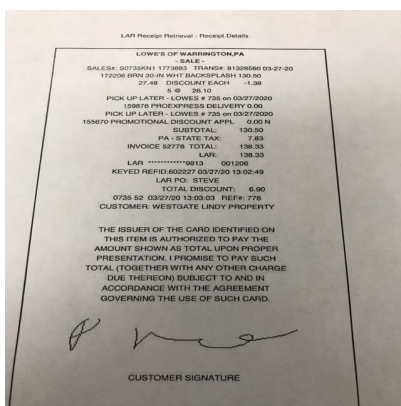 LAR Receipt Retrieval - Receipt Details
LOWE'S OF WARRINGTON,PA
- SALE -
SALES#: S0735KN1 1773883 TRANS#: 81328560 03-27-20
172206 BRN 30-IN WHT BACKSPLASH 130.50
27.48 DISCOUNT EACH -1.38
5 @ 26.10
PICK UP LATER - LOWES # 735 on 03/27/2020
159876 PROEXPRESS DELIVERY 0.00
PICK UP LATER - LOWES # 735 on 03/27/2020
155670 PROMOTIONAL DISCOUNT APPL 0.00 N
SUBTOTAL: 130.50
PA - STATE TAX: 7.83
INVOICE 52778 TOTAL: 138.33
LAR: 138.33
LAR ************9813 001206
KEYED REFID:602227 03/27/20 13:02:49
LAR PO: STEVE
TOTAL DISCOUNT: 6.90
0735 52 03/27/20 13:03:03 REF#: 778
CUSTOMER: WESTGATE LINDY PROPERTY
THE ISSUER OF THE CARD IDENTIFIED ON
THIS ITEM IS AUTHORIZED TO PAY THE
AMOUNT SHOWN AS TOTAL UPON PROPER
PRESENTATION. I PROMISE TO PAY SUCH
TOTAL (TOGETHER WITH ANY OTHER CHARGE
DUE THEREON) SUBJECT TO AND IN
ACCORDANCE WITH THE AGREEMENT
GOVERNING THE USE OF SUCH CARD.
CUSTOMER SIGNATURE